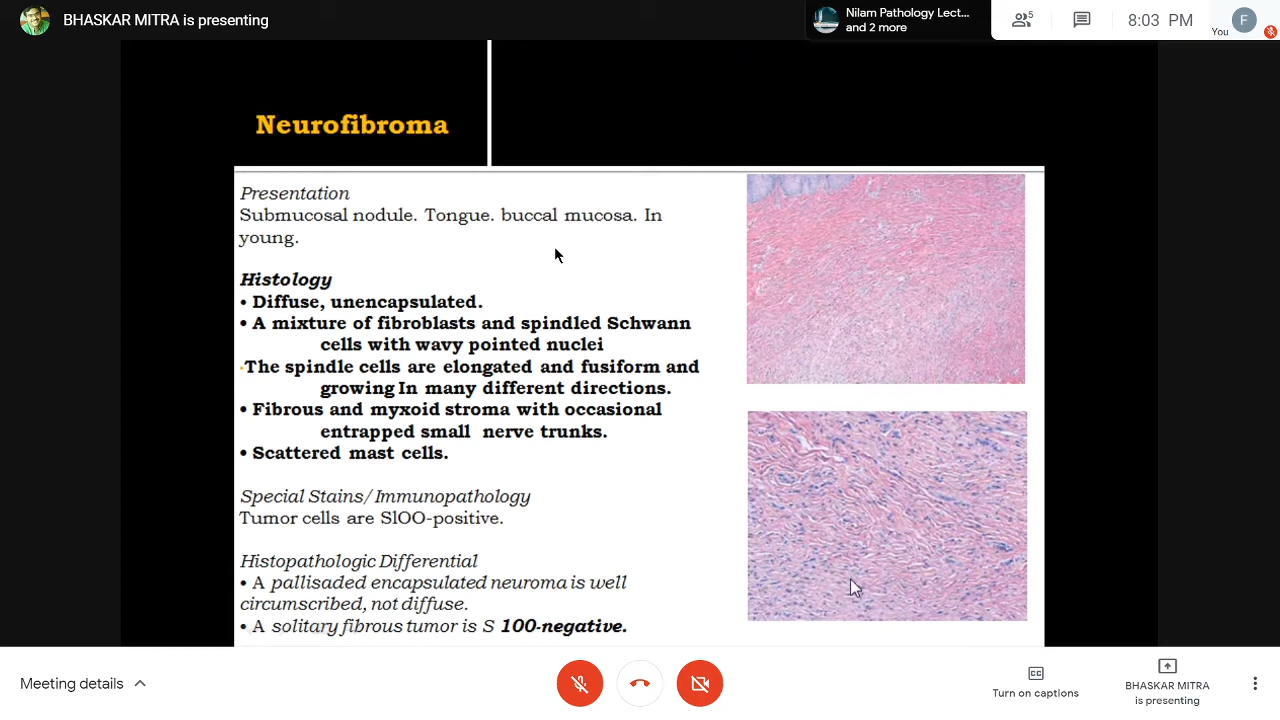 BHASKAR MITRA is presenting
Nilam Pathology Lect...
and 2 more
5
8:03 PM
You
F
Neurofibroma
Presentation
Submucosal nodule. Tongue. buccal mucosa. In
young.
Histology
• Diffuse, unencapsulated.
• A mixture of fibroblasts and spindled Schwann
cells with wavy pointed nuclei
·The spindle cells are elongated and fusiform and
growing In many different directions.
• Fibrous and myxoid stroma with occasional
entrapped small nerve trunks.
• Scattered mast cells.
Special Stains/Immunopathology
Tumor cells are SlOO-positive.
Histopathologic Differential
• A pallisaded encapsulated neuroma is well
circumscribed, not diffuse.
• A solitary fibrous tumor is S 100-negative.
Meeting details
CC
Turn on captions
BHASKAR MITRA
is presenting